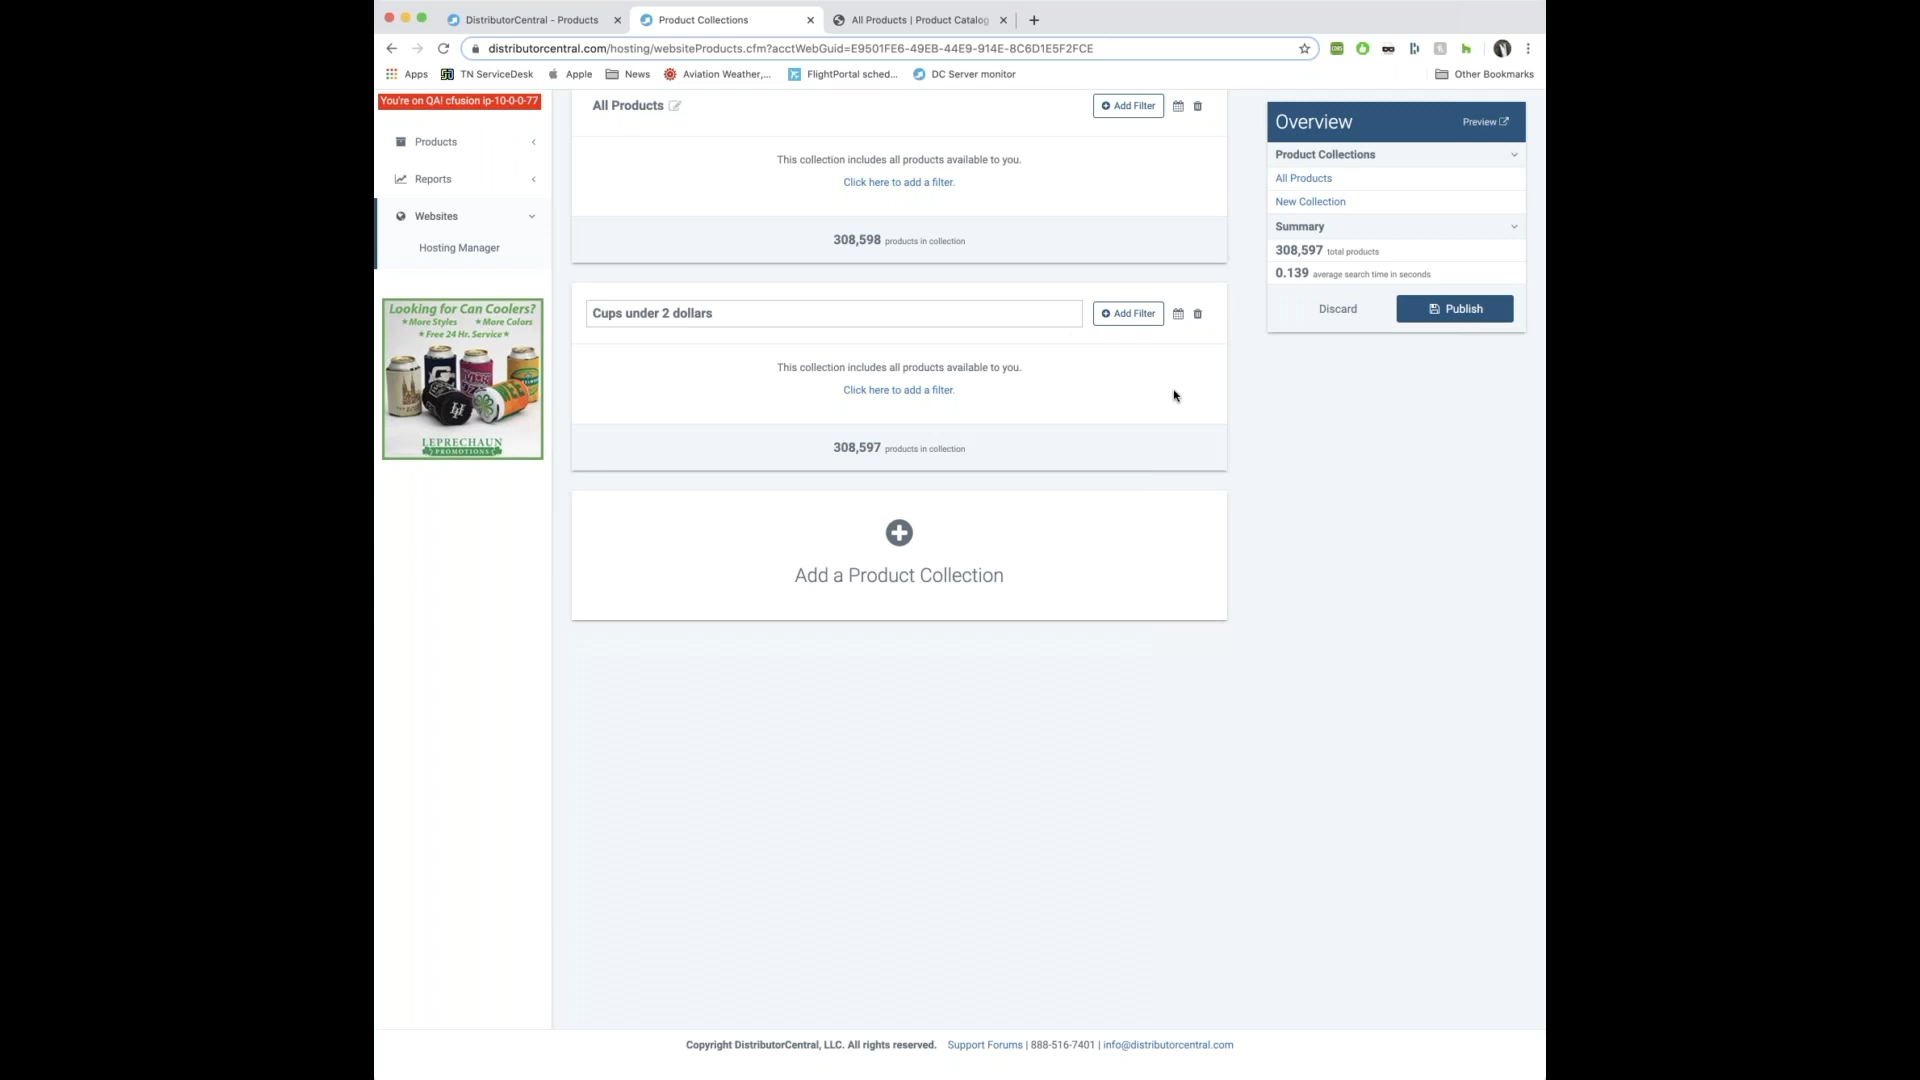 DistributorCentral - Products
Product Collections
All Products | Product Catalog
distributorcentral.com/hosting/websiteProducts.cfm?acctWebGuid=E9501FE6-49EB-44E9-914E-8C6D1E5F2FCE
Apps
TN ServiceDesk
Apple
News
Aviation Weather,...
FlightPortal sched...
DC Server monitor
Other Bookmarks
You're on QA! cfusion ip-10-0-0-77
Products
Reports
Websites
Hosting Manager
Looking for Can Coolers?
★More Styles ★More Colors
★Free 24 Hr. Service★
LEPRECHAUN
PROMOTIONS
All Products
Add Filter
This collection includes all products available to you.
Click here to add a filter.
308,598 products in collection
Cups under 2 dollars
Add Filter
This collection includes all products available to you.
Click here to add a filter.
308,597 products in collection
Add a Product Collection
Overview
Preview
Product Collections
All Products
New Collection
Summary
308,597 total products
0.139 average search time in seconds
Discard
Publish
Copyright DistributorCentral, LLC. All rights reserved. Support Forums | 888-516-7401 | info@distributorcentral.com